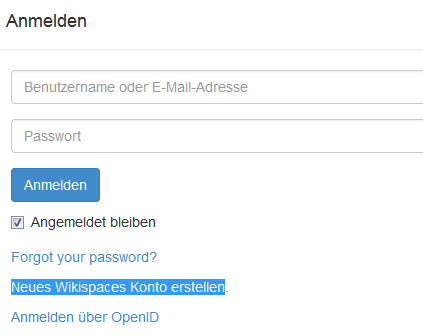 Anmelden
Benutzername oder E-Mail-Adresse
Passwort
Anmelden
Angemeldet bleiben
Forgot your password?
Neues Wikispaces Konto erstellen.
Anmelden über OpenID